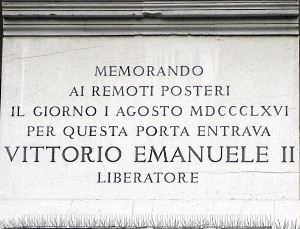 MEMORANDO
AI REMOTI POSTERI
IL GIORNO I AGOSTO MDCCCLXVI
PER QUESTA PORTA ENTRAVA
VITTORIO EMANUELE II
LIBERATORE